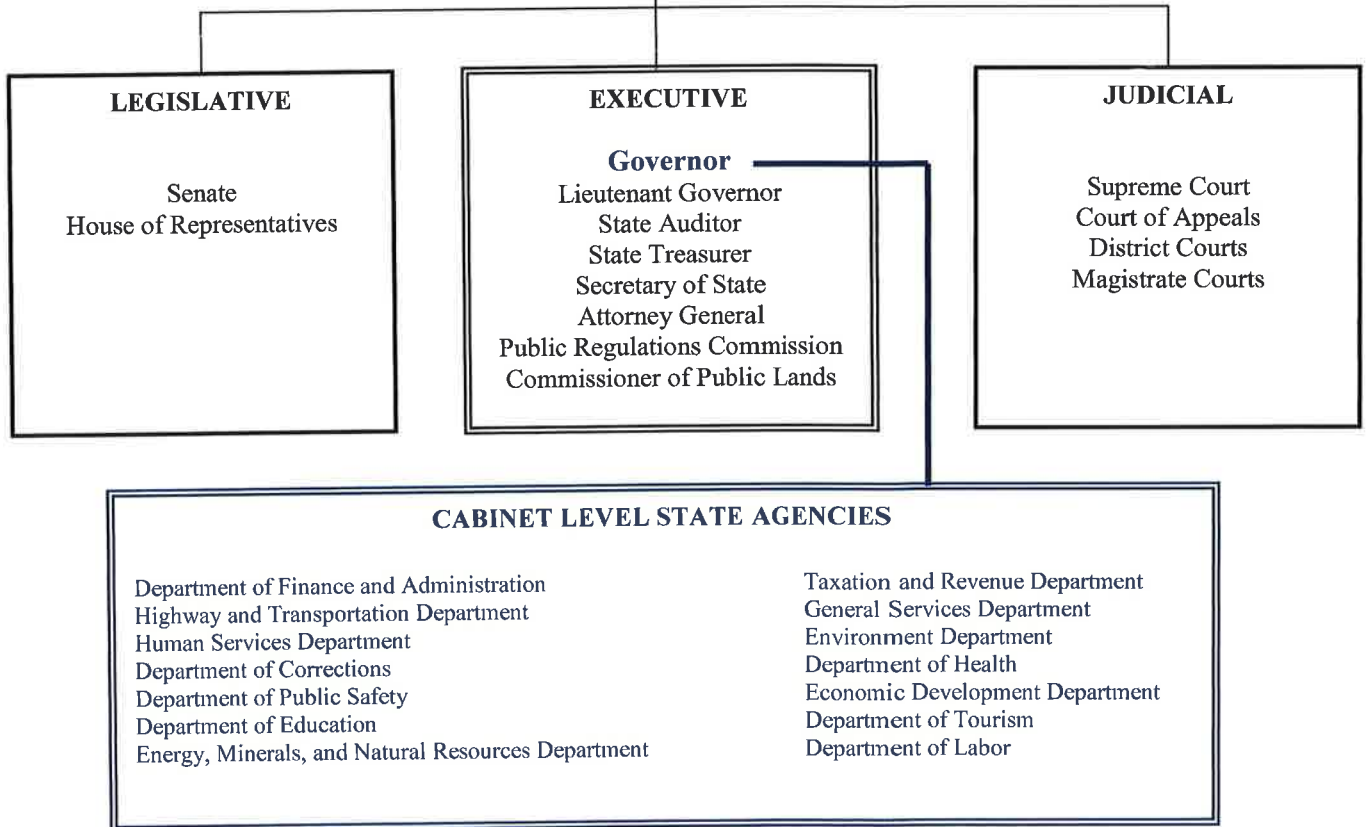 LEGISLATIVE
Senate
House of Representatives
EXECUTIVE
Governor
Lieutenant Governor
State Auditor
State Treasurer
Secretary of State
Attorney General
Public Regulations Commission
Commissioner of Public Lands
JUDICIAL
Supreme Court
Court of Appeals
District Courts
Magistrate Courts
CABINET LEVEL STATE AGENCIES
Department of Finance and Administration
Highway and Transportation Department
Human Services Department
Department of Corrections
Department of Public Safety
Department of Education
Energy, Minerals, and Natural Resources Department
Taxation and Revenue Department
General Services Department
Environment Department
Department of Health
Economic Development Department
Department of Tourism
Department of Labor